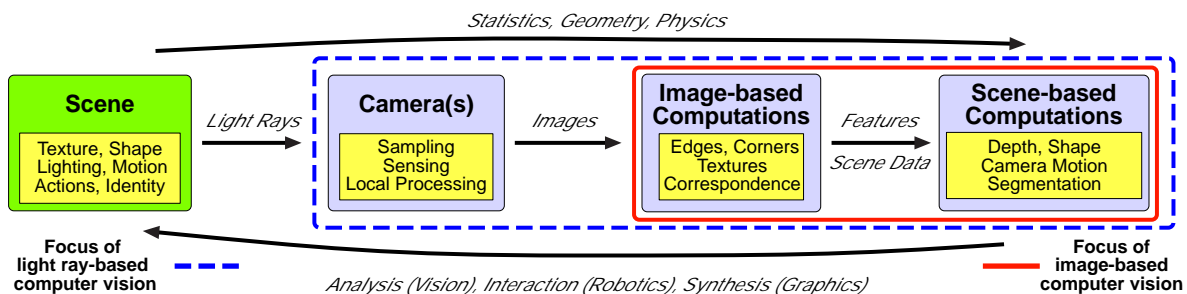 Statistics, Geometry, Physics
Scene
Texture, Shape
Lighting, Motion
Actions, Identity
Light Rays
Camera(s)
Sampling
Sensing
Local Processing
Images
Image-based
Computations
Edges, Corners
Textures
Correspondence
Features
Scene Data
Scene-based
Computations
Depth, Shape
Camera Motion
Segmentation
Focus of
light ray-based
computer vision
Analysis (Vision), Interaction (Robotics), Synthesis (Graphics)
Focus of
image-based
computer vision